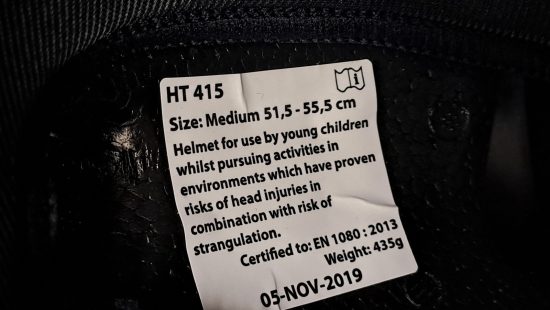 HT 415
Size: Medium 51,5 - 55,5 cm
Helmet for use by young children
whilst pursuing activities in
environments which have proven
risks of head injuries in
combination with risk of
strangulation.
Certified to: EN 1080 : 2013
Weight: 435g
05-NOV-2019